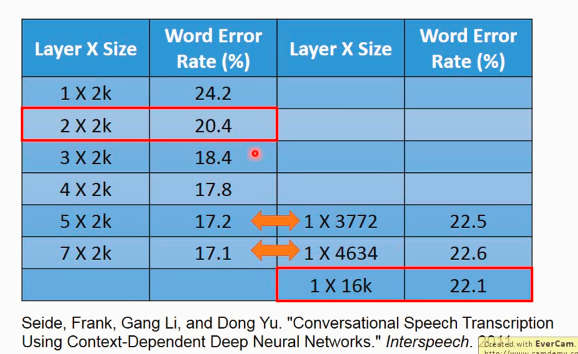 Layer X Size Word Error Rate (%) Layer X Size Word Error Rate (%)
1 X 2k 24.2
2 X 2k 20.4
3 X 2k 18.4
4 X 2k 17.8
5 X 2k 17.2 1 X 3772 22.5
7 X 2k 17.1 1 X 4634 22.6
1 X 16k 22.1
Seide, Frank, Gang Li, and Dong Yu. "Conversational Speech Transcription
Using Context-Dependent Deep Neural Networks." Interspeech.
Created with EverCam.